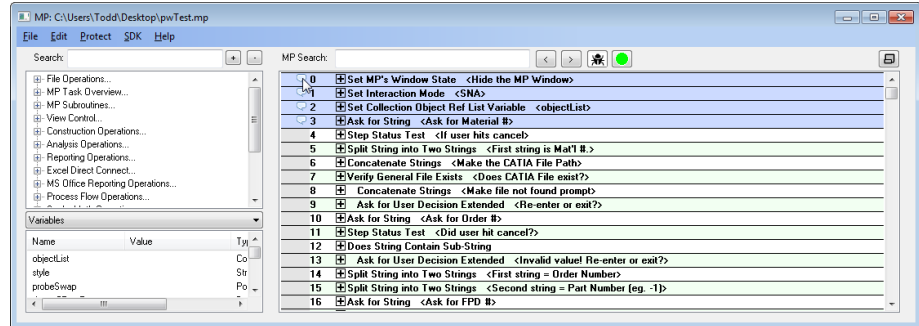 MP: C:\Users\Todd\Desktop\pwTest.mp
File Edit Protect SDK Help
Search: + -
MP Search: < >
File Operations...
MP Task Overview...
MP Subroutines...
View Control...
Construction Operations...
Analysis Operations...
Reporting Operations...
Excel Direct Connect...
MS Office Reporting Operations...
Process Flow Operations...
Variables
Name Value Ty
objectList Co
style Str
probeSwap Po
0 Set MP's Window State <Hide the MP Window>
1 Set Interaction Mode <SNA>
2 Set Collection Object Ref List Variable <objectList>
3 Ask for String <Ask for Material #>
4 Step Status Test <If user hits cancel>
5 Split String into Two Strings <First string is Mat'l #.>
6 Concatenate Strings <Make the CATIA File Path>
7 Verify General File Exists <Does CATIA File exist?>
8 Concatenate Strings <Make file not found prompt>
9 Ask for User Decision Extended <Re-enter or exit?>
10 Ask for String <Ask for Order #>
11 Step Status Test <Did user hit cancel?>
12 Does String Contain Sub-String
13 Ask for User Decision Extended <Invalid value! Re-enter or exit?>
14 Split String into Two Strings <First string = Order Number>
15 Split String into Two Strings <Second string = Part Number (eg. -1)>
16 Ask for String <Ask for FPD #>